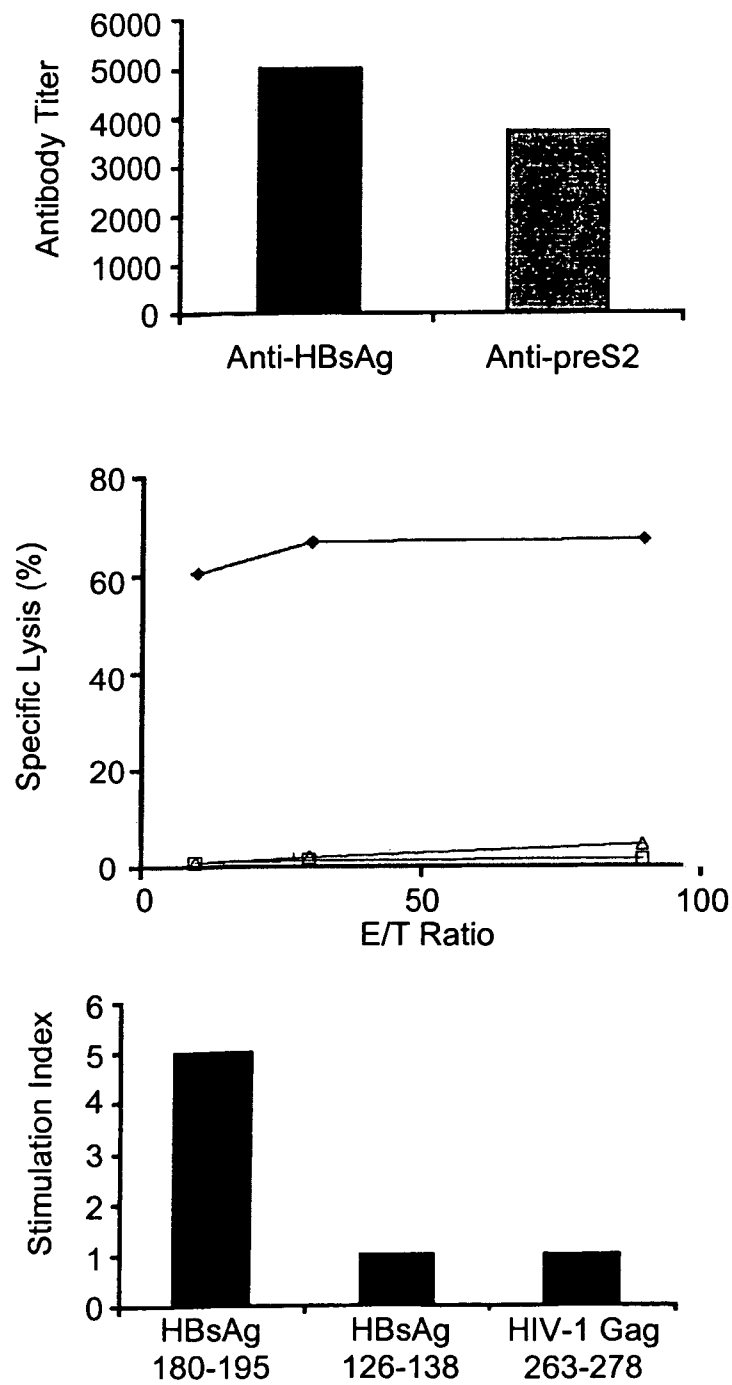 6000
5000
4000
3000
2000
1000
0
Antibody Titer
Anti-HBsAg Anti-preS2
80
60
40
20
0
Specific Lysis (%)
0 50 100
E/T Ratio
6
5
4
3
2
1
0
Stimulation Index
HBsAg HBsAg HIV-1 Gag
180-195 126-138 263-278